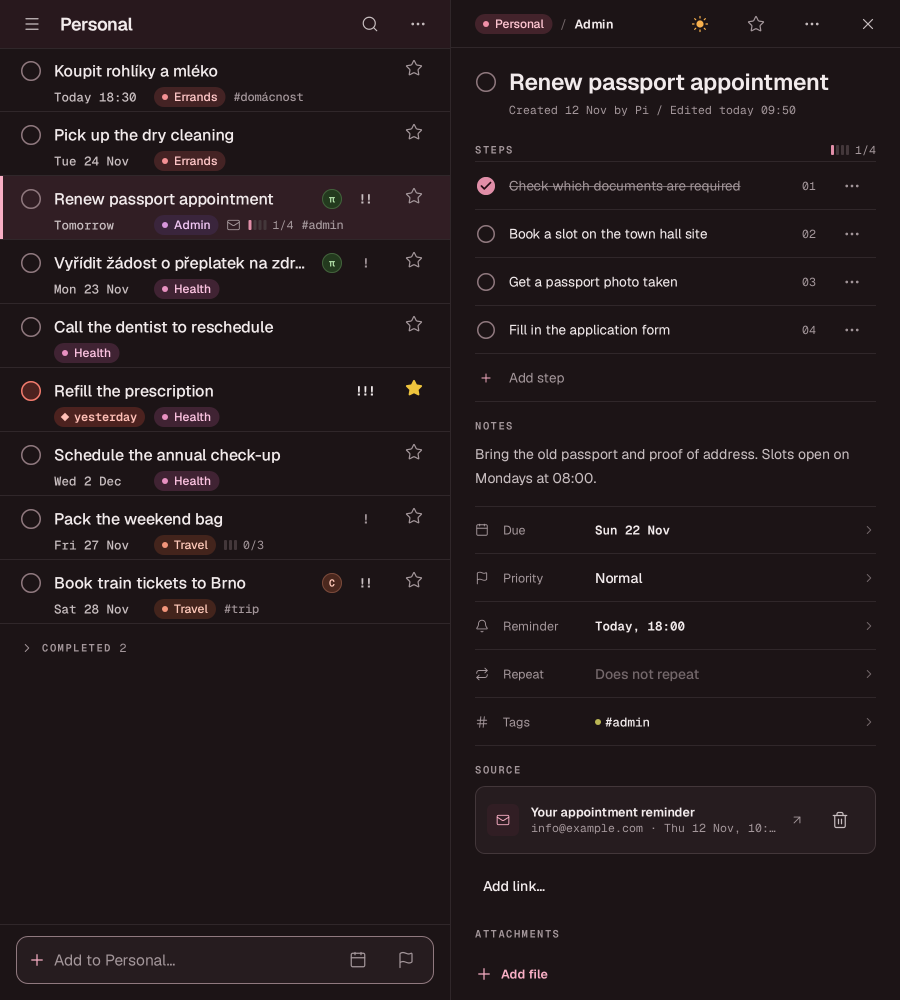 Personal
Koupit rohlíky a mléko
Today 18:30 Errands #domácnost
Pick up the dry cleaning
Tue 24 Nov Errands
Renew passport appointment π !!
Tomorrow Admin 1/4 #admin
Vyřídit žádost o přeplatek na zdr… π !
Mon 23 Nov Health
Call the dentist to reschedule
Health
Refill the prescription !!!
yesterday Health
Schedule the annual check-up
Wed 2 Dec Health
Pack the weekend bag !
Fri 27 Nov Travel 0/3
Book train tickets to Brno C !!
Sat 28 Nov Travel #trip
COMPLETED 2
Add to Personal…
Personal / Admin
Renew passport appointment
Created 12 Nov by Pi / Edited today 09:50
STEPS 1/4
Check which documents are required 01
Book a slot on the town hall site 02
Get a passport photo taken 03
Fill in the application form 04
Add step
NOTES
Bring the old passport and proof of address. Slots open on
Mondays at 08:00.
Due Sun 22 Nov
Priority Normal
Reminder Today, 18:00
Repeat Does not repeat
Tags #admin
SOURCE
Your appointment reminder
info@example.com · Thu 12 Nov, 10:…
Add link…
ATTACHMENTS
Add file